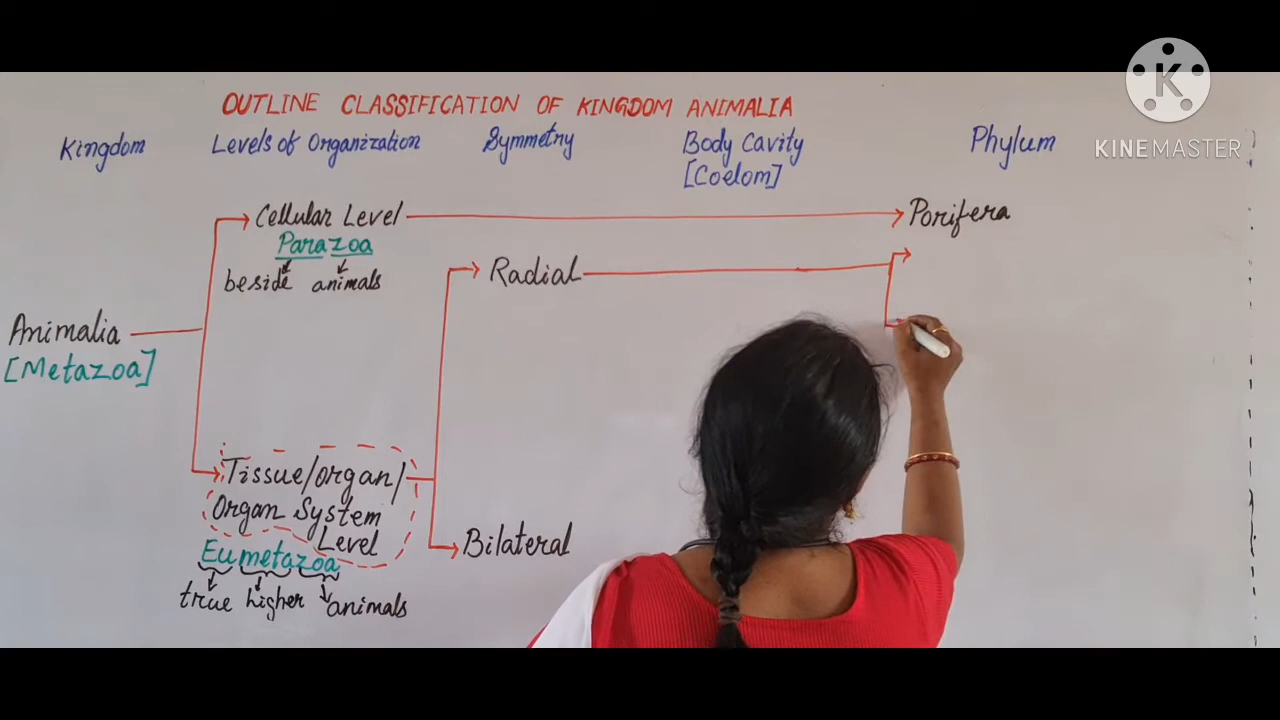 K
KINEMASTER
OUTLINE CLASSIFICATION OF KINGDOM ANIMALIA
Kingdom
Levels of Organization
Symmetry
Body Cavity
[Coelom]
Phylum
Cellular Level
Parazoa
beside animals
Porifera
Radial
Animalia
[Metazoa]
Tissue/organ/
Organ System
Level
Eumetazoa
true higher animals
Bilateral